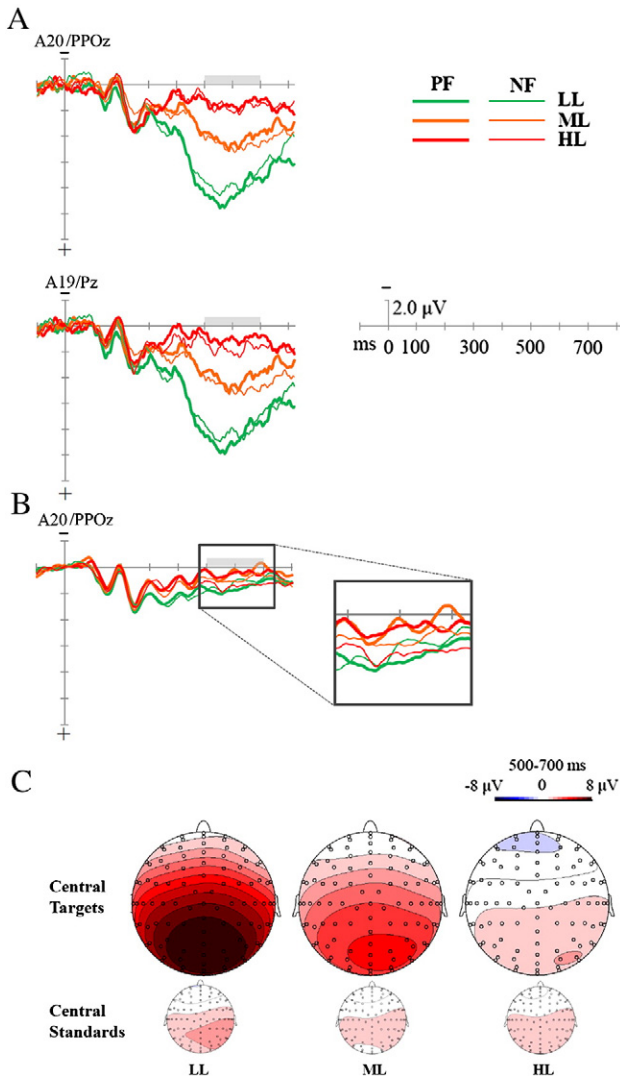 A
A20/PPOz
−
+
PF NF
LL
ML
HL
A19/Pz
−
+
−
2.0 µV
ms 0 100 300 500 700
B
A20/PPOz
−
+
C
500-700 ms
-8 µV 0 8 µV
Central
Targets
Central
Standards
LL ML HL